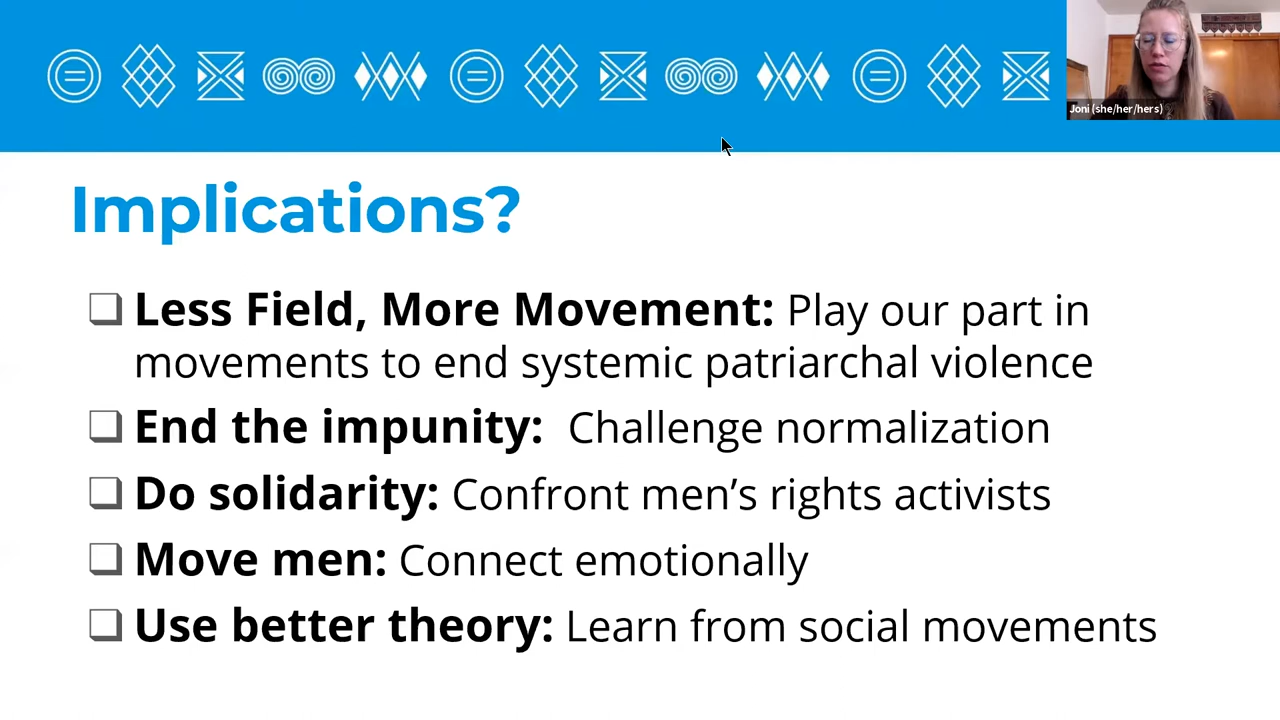 Joni (she/her/hers)
Implications?
❑ Less Field, More Movement: Play our part in
movements to end systemic patriarchal violence
❑ End the impunity:  Challenge normalization
❑ Do solidarity: Confront men’s rights activists
❑ Move men: Connect emotionally
❑ Use better theory: Learn from social movements